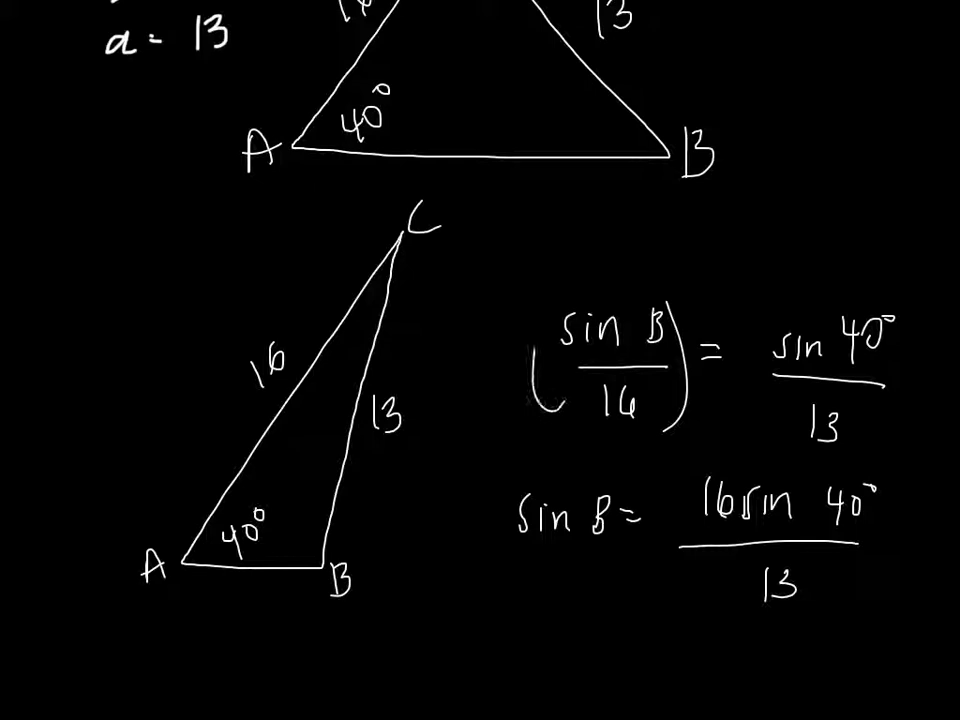 13
a = 13
40°
A B
C
sin B / 16 = sin 40° / 13
16
13
sin B = 16 sin 40° / 13
40°
A B